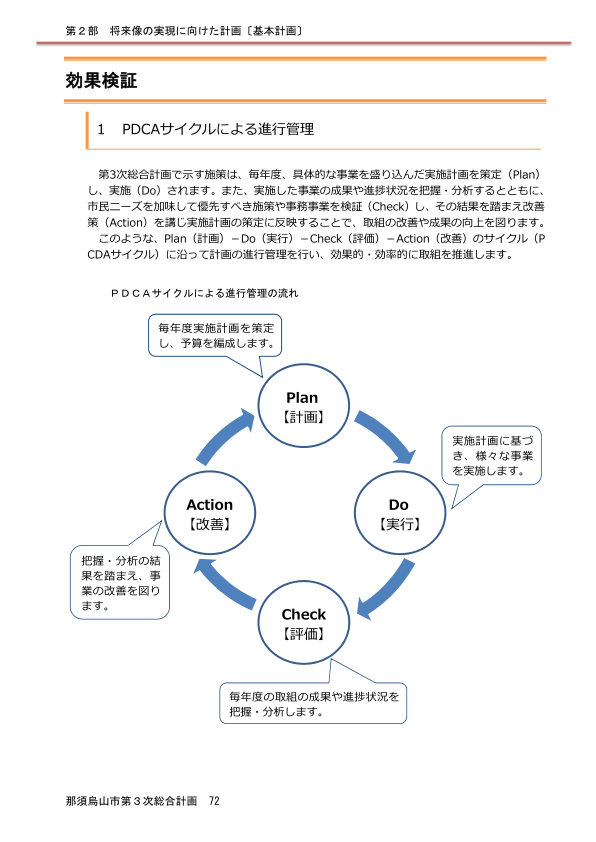 第２部　将来像の実現に向けた計画〔基本計画〕
効果検証
1　PDCAサイクルによる進行管理
第3次総合計画で示す施策は、毎年度、具体的な事業を盛り込んだ実施計画を策定（Plan）
し、実施（Do）されます。また、実施した事業の成果や進捗状況を把握・分析するとともに、
市民ニーズを加味して優先すべき施策や事務事業を検証（Check）し、その結果を踏まえ改善
策（Action）を講じ実施計画の策定に反映することで、取組の改善や成果の向上を図ります。
このような、Plan（計画）－Do（実行）－Check（評価）－Action（改善）のサイクル（P
CDAサイクル）に沿って計画の進行管理を行い、効果的・効率的に取組を推進します。
ＰＤＣＡサイクルによる進行管理の流れ
毎年度実施計画を策定
し、予算を編成します。
Plan
【計画】
実施計画に基づ
き、様々な事業
を実施します。
Do
【実行】
Action
【改善】
把握・分析の結
果を踏まえ、事
業の改善を図り
ます。
Check
【評価】
毎年度の取組の成果や進捗状況を
把握・分析します。
那須烏山市第３次総合計画　72